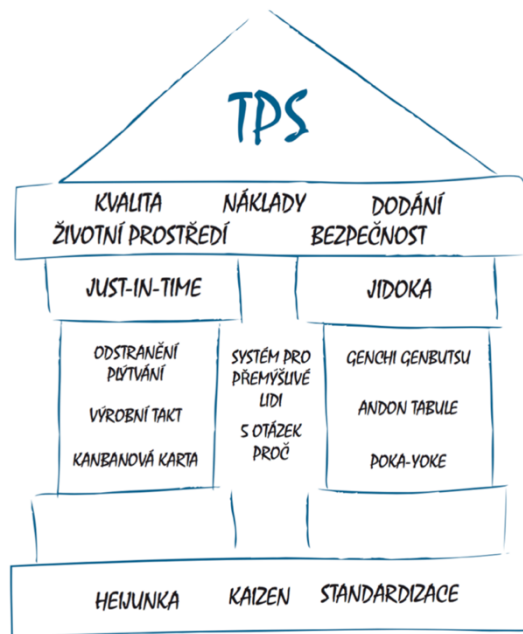 TPS
KVALITA NÁKLADY DODÁNÍ
ŽIVOTNÍ PROSTŘEDÍ BEZPEČNOST
JUST-IN-TIME
JIDOKA
ODSTRANĚNÍ
PLÝTVÁNÍ
VÝROBNÍ TAKT
KANBANOVÁ KARTA
SYSTÉM PRO
PŘEMÝŠLIVÉ
LIDI
5 OTÁZEK
PROČ
GENCHI GENBUTSU
ANDON TABULE
POKA-YOKE
HEIJUNKA KAIZEN STANDARDIZACE